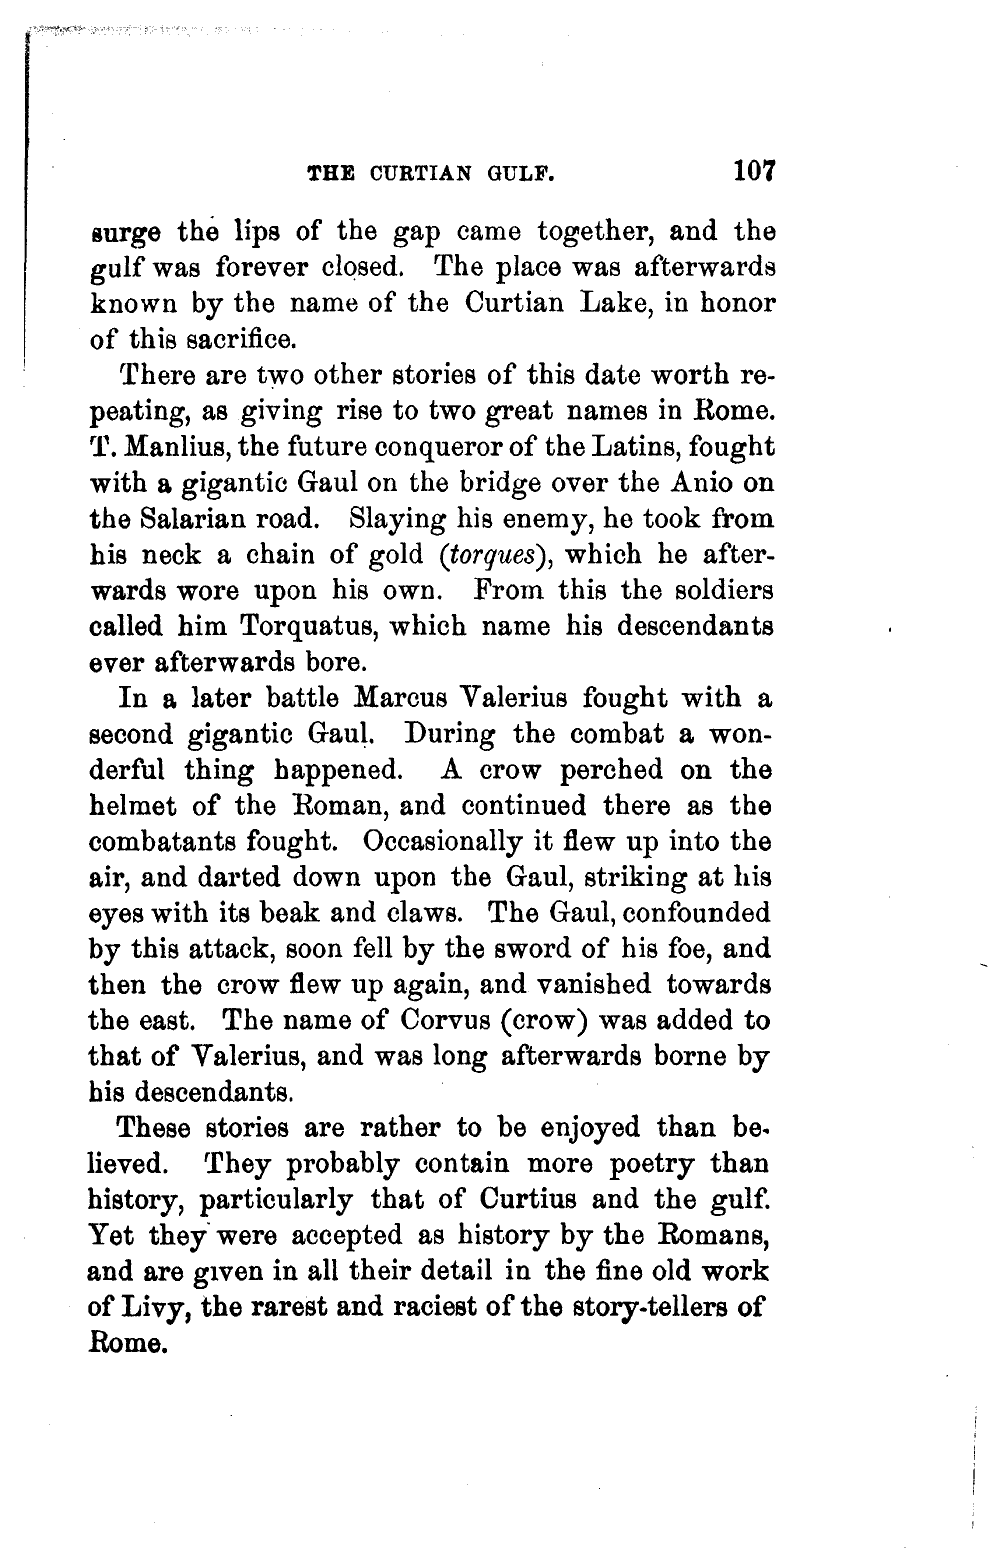 THE CURTIAN GULF. 107
surge the lips of the gap came together, and the
gulf was forever closed. The place was afterwards
known by the name of the Curtian Lake, in honor
of this sacrifice.
There are two other stories of this date worth re-
peating, as giving rise to two great names in Rome.
T. Manlius, the future conqueror of the Latins, fought
with a gigantic Gaul on the bridge over the Anio on
the Salarian road. Slaying his enemy, he took from
his neck a chain of gold (torques), which he after-
wards wore upon his own. From this the soldiers
called him Torquatus, which name his descendants
ever afterwards bore.
In a later battle Marcus Valerius fought with a
second gigantic Gaul. During the combat a won-
derful thing happened. A crow perched on the
helmet of the Roman, and continued there as the
combatants fought. Occasionally it flew up into the
air, and darted down upon the Gaul, striking at his
eyes with its beak and claws. The Gaul, confounded
by this attack, soon fell by the sword of his foe, and
then the crow flew up again, and vanished towards
the east. The name of Corvus (crow) was added to
that of Valerius, and was long afterwards borne by
his descendants.
These stories are rather to be enjoyed than be-
lieved. They probably contain more poetry than
history, particularly that of Curtius and the gulf.
Yet they were accepted as history by the Romans,
and are given in all their detail in the fine old work
of Livy, the rarest and raciest of the story-tellers of
Rome.